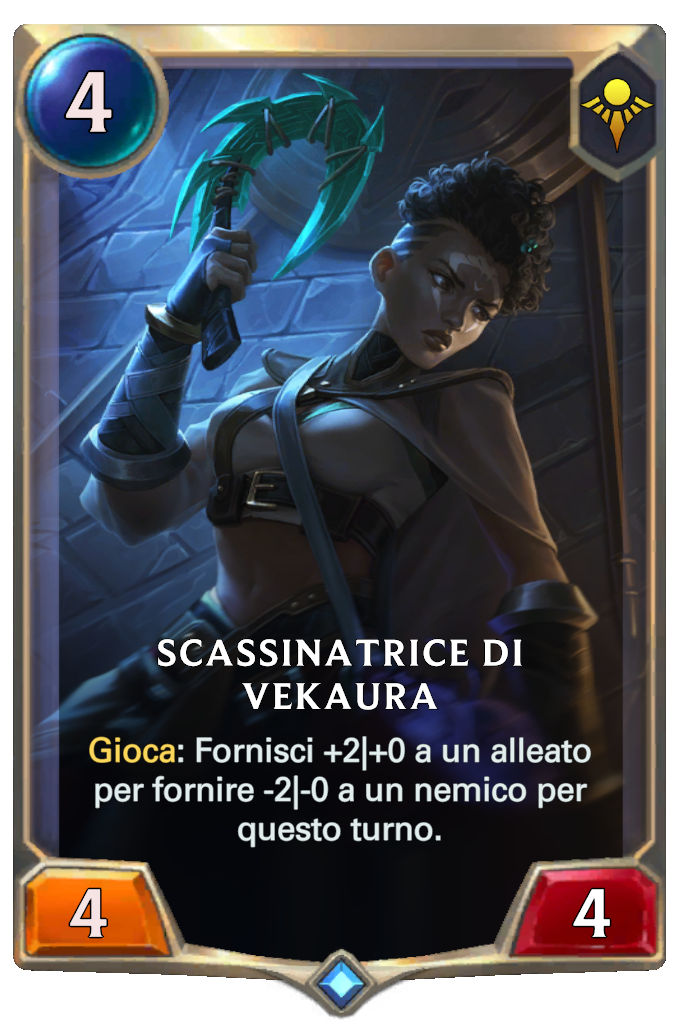 4
SCASSINATRICE DI
VEKAURA
Gioca: Fornisci +2|+0 a un alleato
per fornire -2|-0 a un nemico per
questo turno.
4
4